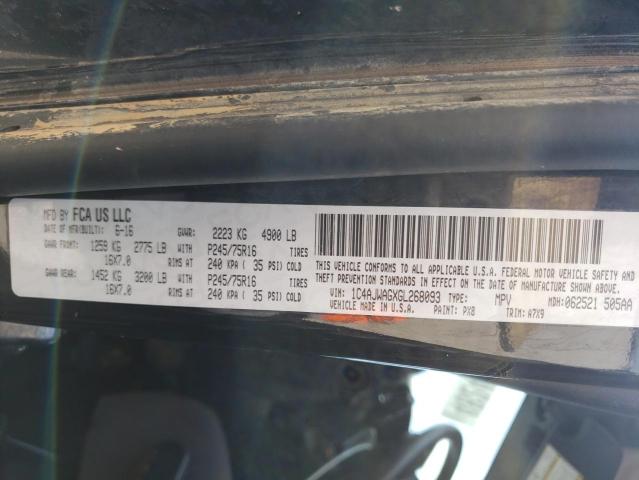 MFD BY FCA US LLC
DATE OF MFR(BUILT): 6-16 GVWR: 2223 KG 4900 LB
GAWR FRONT: 1259 KG 2775 LB WITH P245/75R16 TIRES
16X7.0 RIMS AT 240 KPA ( 35 PSI) COLD
GAWR REAR: 1452 KG 3200 LB WITH P245/75R16 TIRES
16X7.0 RIMS AT 240 KPA ( 35 PSI) COLD
THIS VEHICLE CONFORMS TO ALL APPLICABLE U.S.A. FEDERAL MOTOR VEHICLE SAFETY AND
THEFT PREVENTION STANDARDS IN EFFECT ON THE DATE OF MANUFACTURE SHOWN ABOVE.
VIN: 1C4AJWAGXGL268093 TYPE: MPV MDH: 062521 505AA
VEHICLE MADE IN U.S.A. PAINT: PX8 TRIM: A7X9